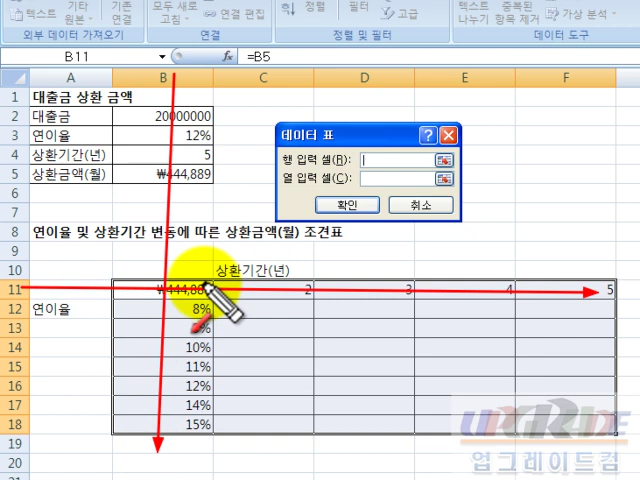 텍스트 기타 원본 기존 연결 모두 새로 고침 연결 편집 정렬 필터 고급 텍스트 나누기 중복된 항목 제거 가상 분석
외부 데이터 가져오기 연결 정렬 및 필터 데이터 도구
B11 fx =B5
A B C D E F
1 대출금 상환 금액
2 대출금 20000000
3 연이율 12%
4 상환기간(년) 5
5 상환금액(월) ₩444,889
6
7
8 연이율 및 상환기간 변동에 따른 상환금액(월) 조건표
9
10 상환기간(년)
11 2 3 4 5
12 연이율 8%
13
14 10%
15 11%
16 12%
17 14%
18 15%
19
20
데이터 표
행 입력 셀(R):
열 입력 셀(C):
확인 취소
UPGRADE
업그레이드컴